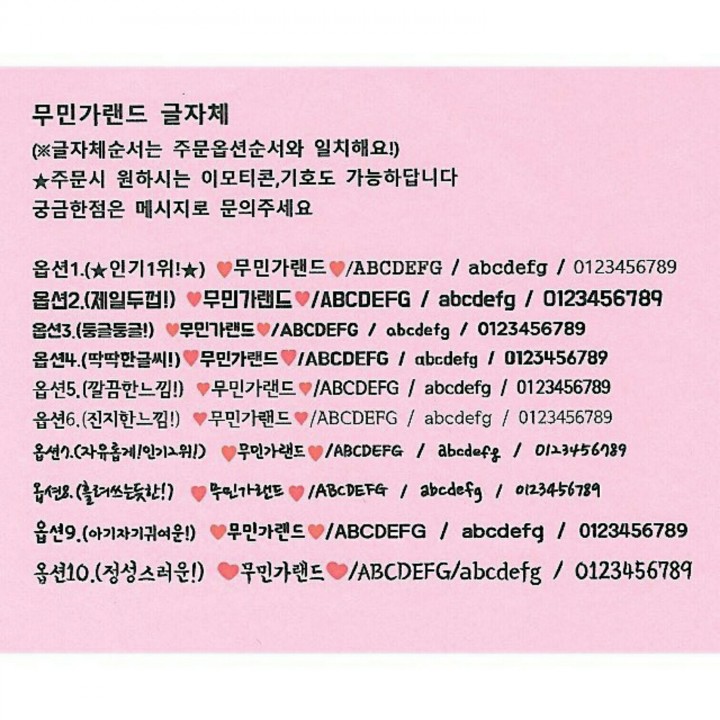 무민가랜드 글자체
(※글자체순서는 주문옵션순서와 일치해요!)
★주문시 원하시는 이모티콘,기호도 가능하답니다
궁금한점은 메시지로 문의주세요
옵션1.(★인기1위!★) ♥무민가랜드♥/ABCDEFG / abcdefg / 0123456789
옵션2.(제일두껍!) ♥무민가랜드♥/ABCDEFG / abcdefg / 0123456789
옵션3.(둥글둥글!) ♥무민가랜드♥/ABCDEFG / abcdefg / 0123456789
옵션4.(딱딱한글씨!)♥무민가랜드♥/ABCDEFG / abcdefg / 0123456789
옵션5.(깔끔한느낌!) ♥무민가랜드♥/ABCDEFG / abcdefg / 0123456789
옵션6.(진지한느낌!) ♥무민가랜드♥/ABCDEFG / abcdefg / 0123456789
옵션7.(자유롭게!인기2위!) ♥무민가랜드♥/ABCDEFG / abcdefg / 0123456789
옵션8.(흘려쓰는듯한!) ♥무민가랜드♥/ABCDEFG / abcdefg / 0123456789
옵션9.(아기자기귀여운!) ♥무민가랜드♥/ABCDEFG / abcdefg / 0123456789
옵션10.(정성스러운!) ♥무민가랜드♥/ABCDEFG/abcdefg / 0123456789